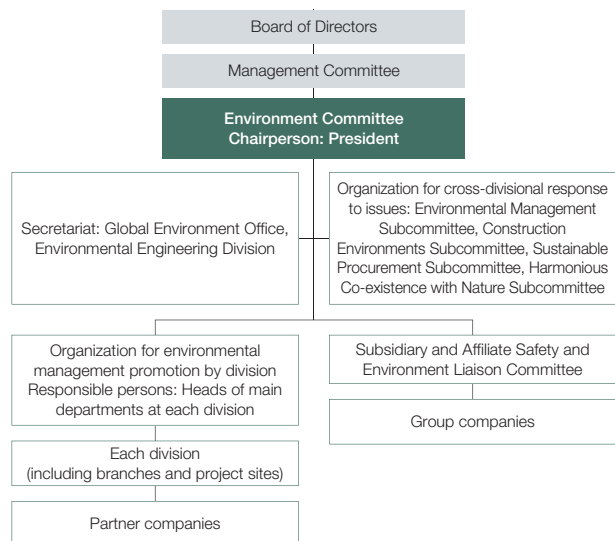 Board of Directors
Management Committee
Environment Committee
Chairperson: President
Secretariat: Global Environment Office,
Environmental Engineering Division
Organization for cross-divisional response
to issues: Environmental Management
Subcommittee, Construction
Environments Subcommittee, Sustainable
Procurement Subcommittee, Harmonious
Co-existence with Nature Subcommittee
Organization for environmental
management promotion by division
Responsible persons: Heads of main
departments at each division
Subsidiary and Affiliate Safety and
Environment Liaison Committee
Group companies
Each division
(including branches and project sites)
Partner companies